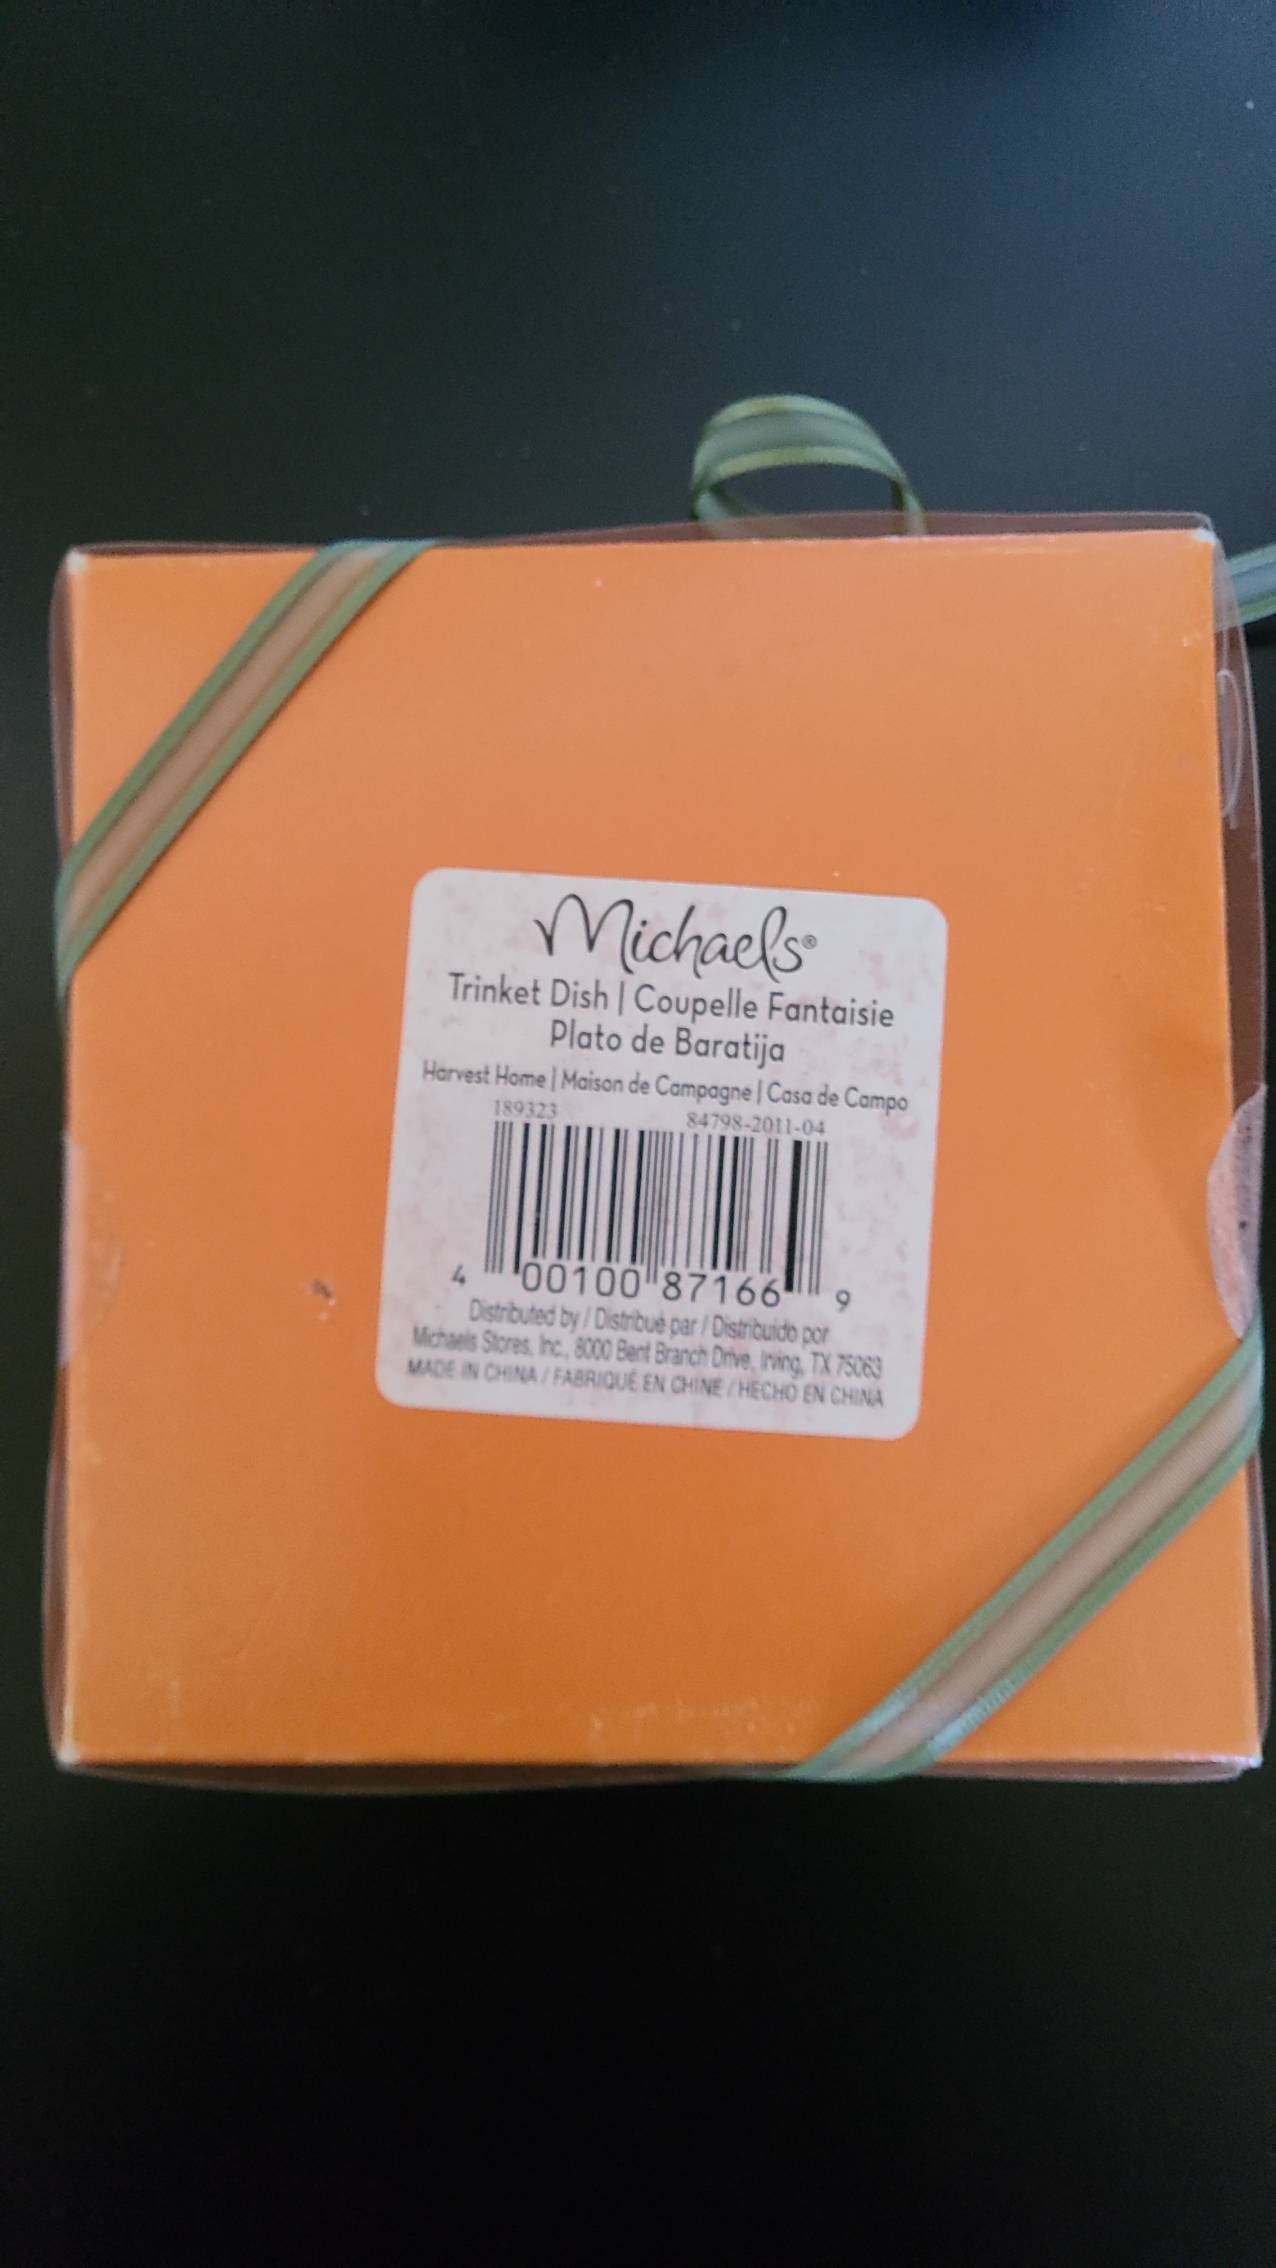 Michaels®
Trinket Dish | Coupelle Fantaisie
Plato de Baratija
Harvest Home | Maison de Campagne | Casa de Campo
189323 84798-2011-04
4 00100 87166 9
Distributed by / Distribué par / Distribuido por
Michaels Stores, Inc., 8000 Bent Branch Drive, Irving, TX 75063
MADE IN CHINA / FABRIQUÉ EN CHINE / HECHO EN CHINA